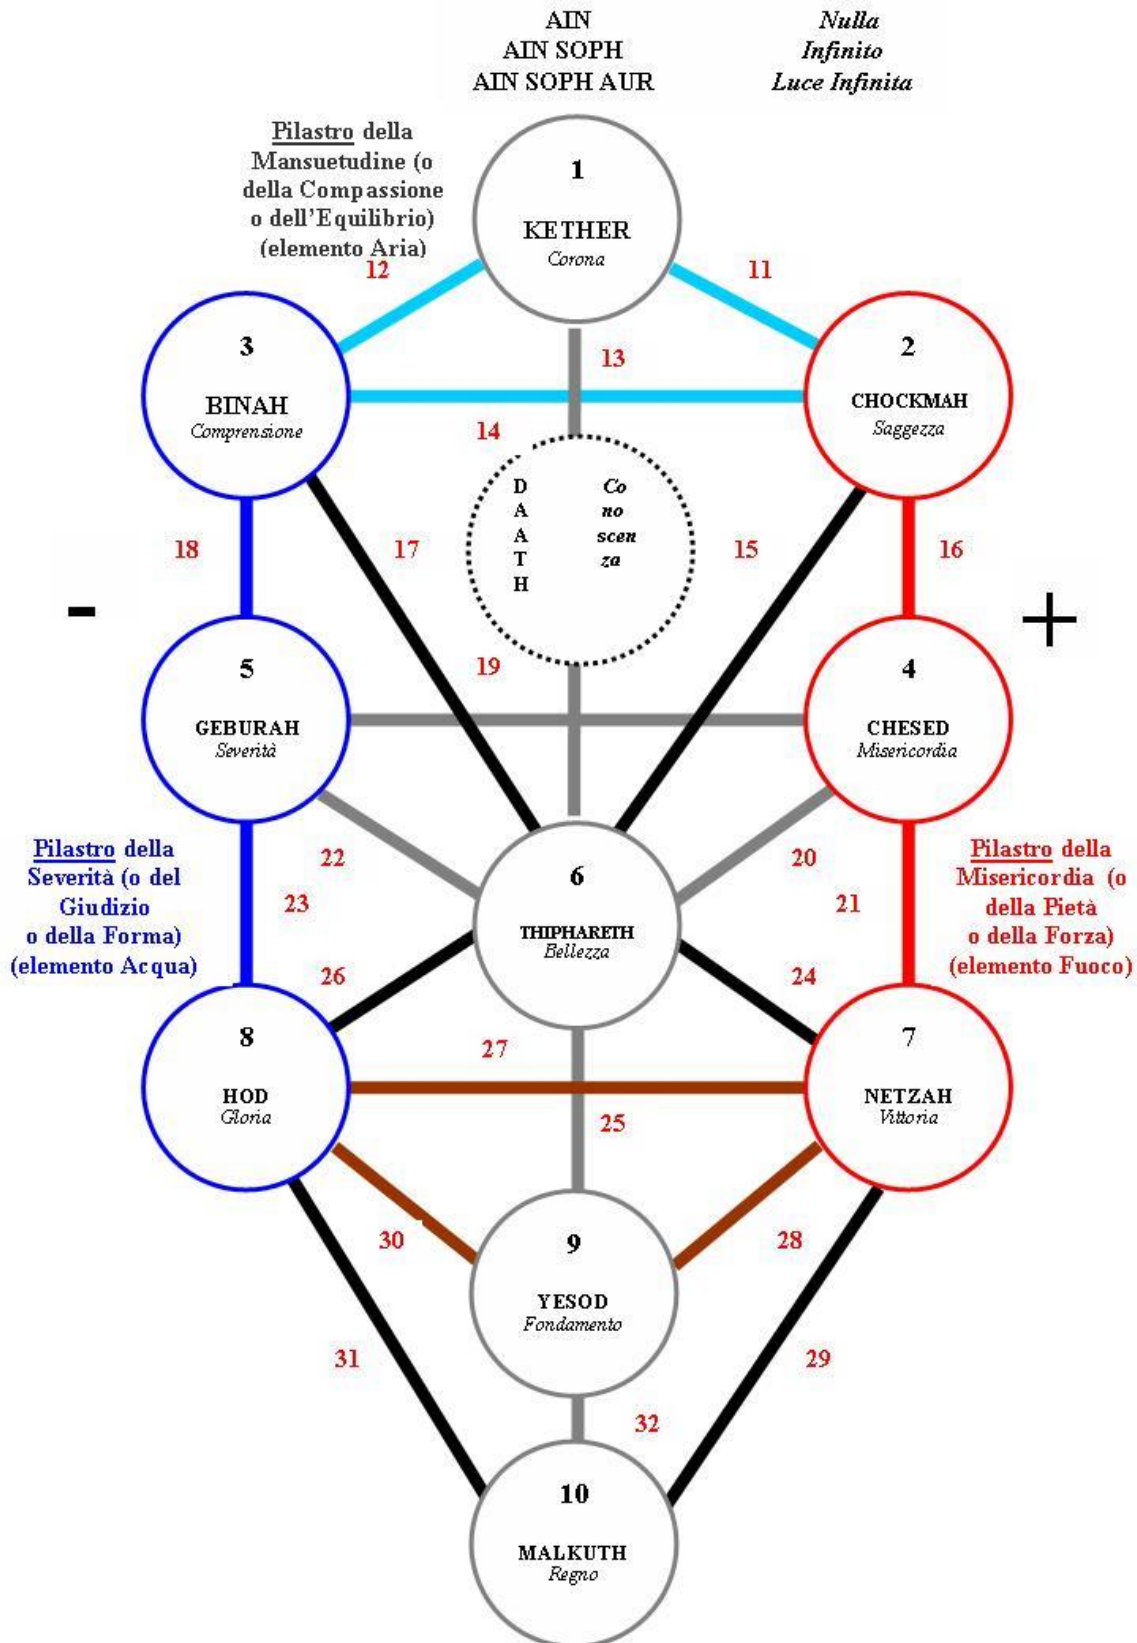 AIN
AIN SOPH
AIN SOPH AUR
Nulla
Infinito
Luce Infinita
Pilastro della
Mansuetudine (o
della Compassione
o dell'Equilibrio)
(elemento Aria)
1
KETHER
Corona
12
11
3
BINAH
Comprensione
13
2
CHOCKMAH
Saggezza
14
D
A
A
T
H
Co
no
scen
za
18
17
15
16
-
+
19
5
GEBURAH
Severità
4
CHESED
Misericordia
Pilastro della
Severità (o del
Giudizio
o della Forma)
(elemento Acqua)
22
23
6
THIPHARETH
Bellezza
20
21
Pilastro della
Misericordia (o
della Pietà
o della Forza)
(elemento Fuoco)
26
24
8
HOD
Gloria
27
25
7
NETZAH
Vittoria
30
28
9
YESOD
Fondamento
31
29
32
10
MALKUTH
Regno